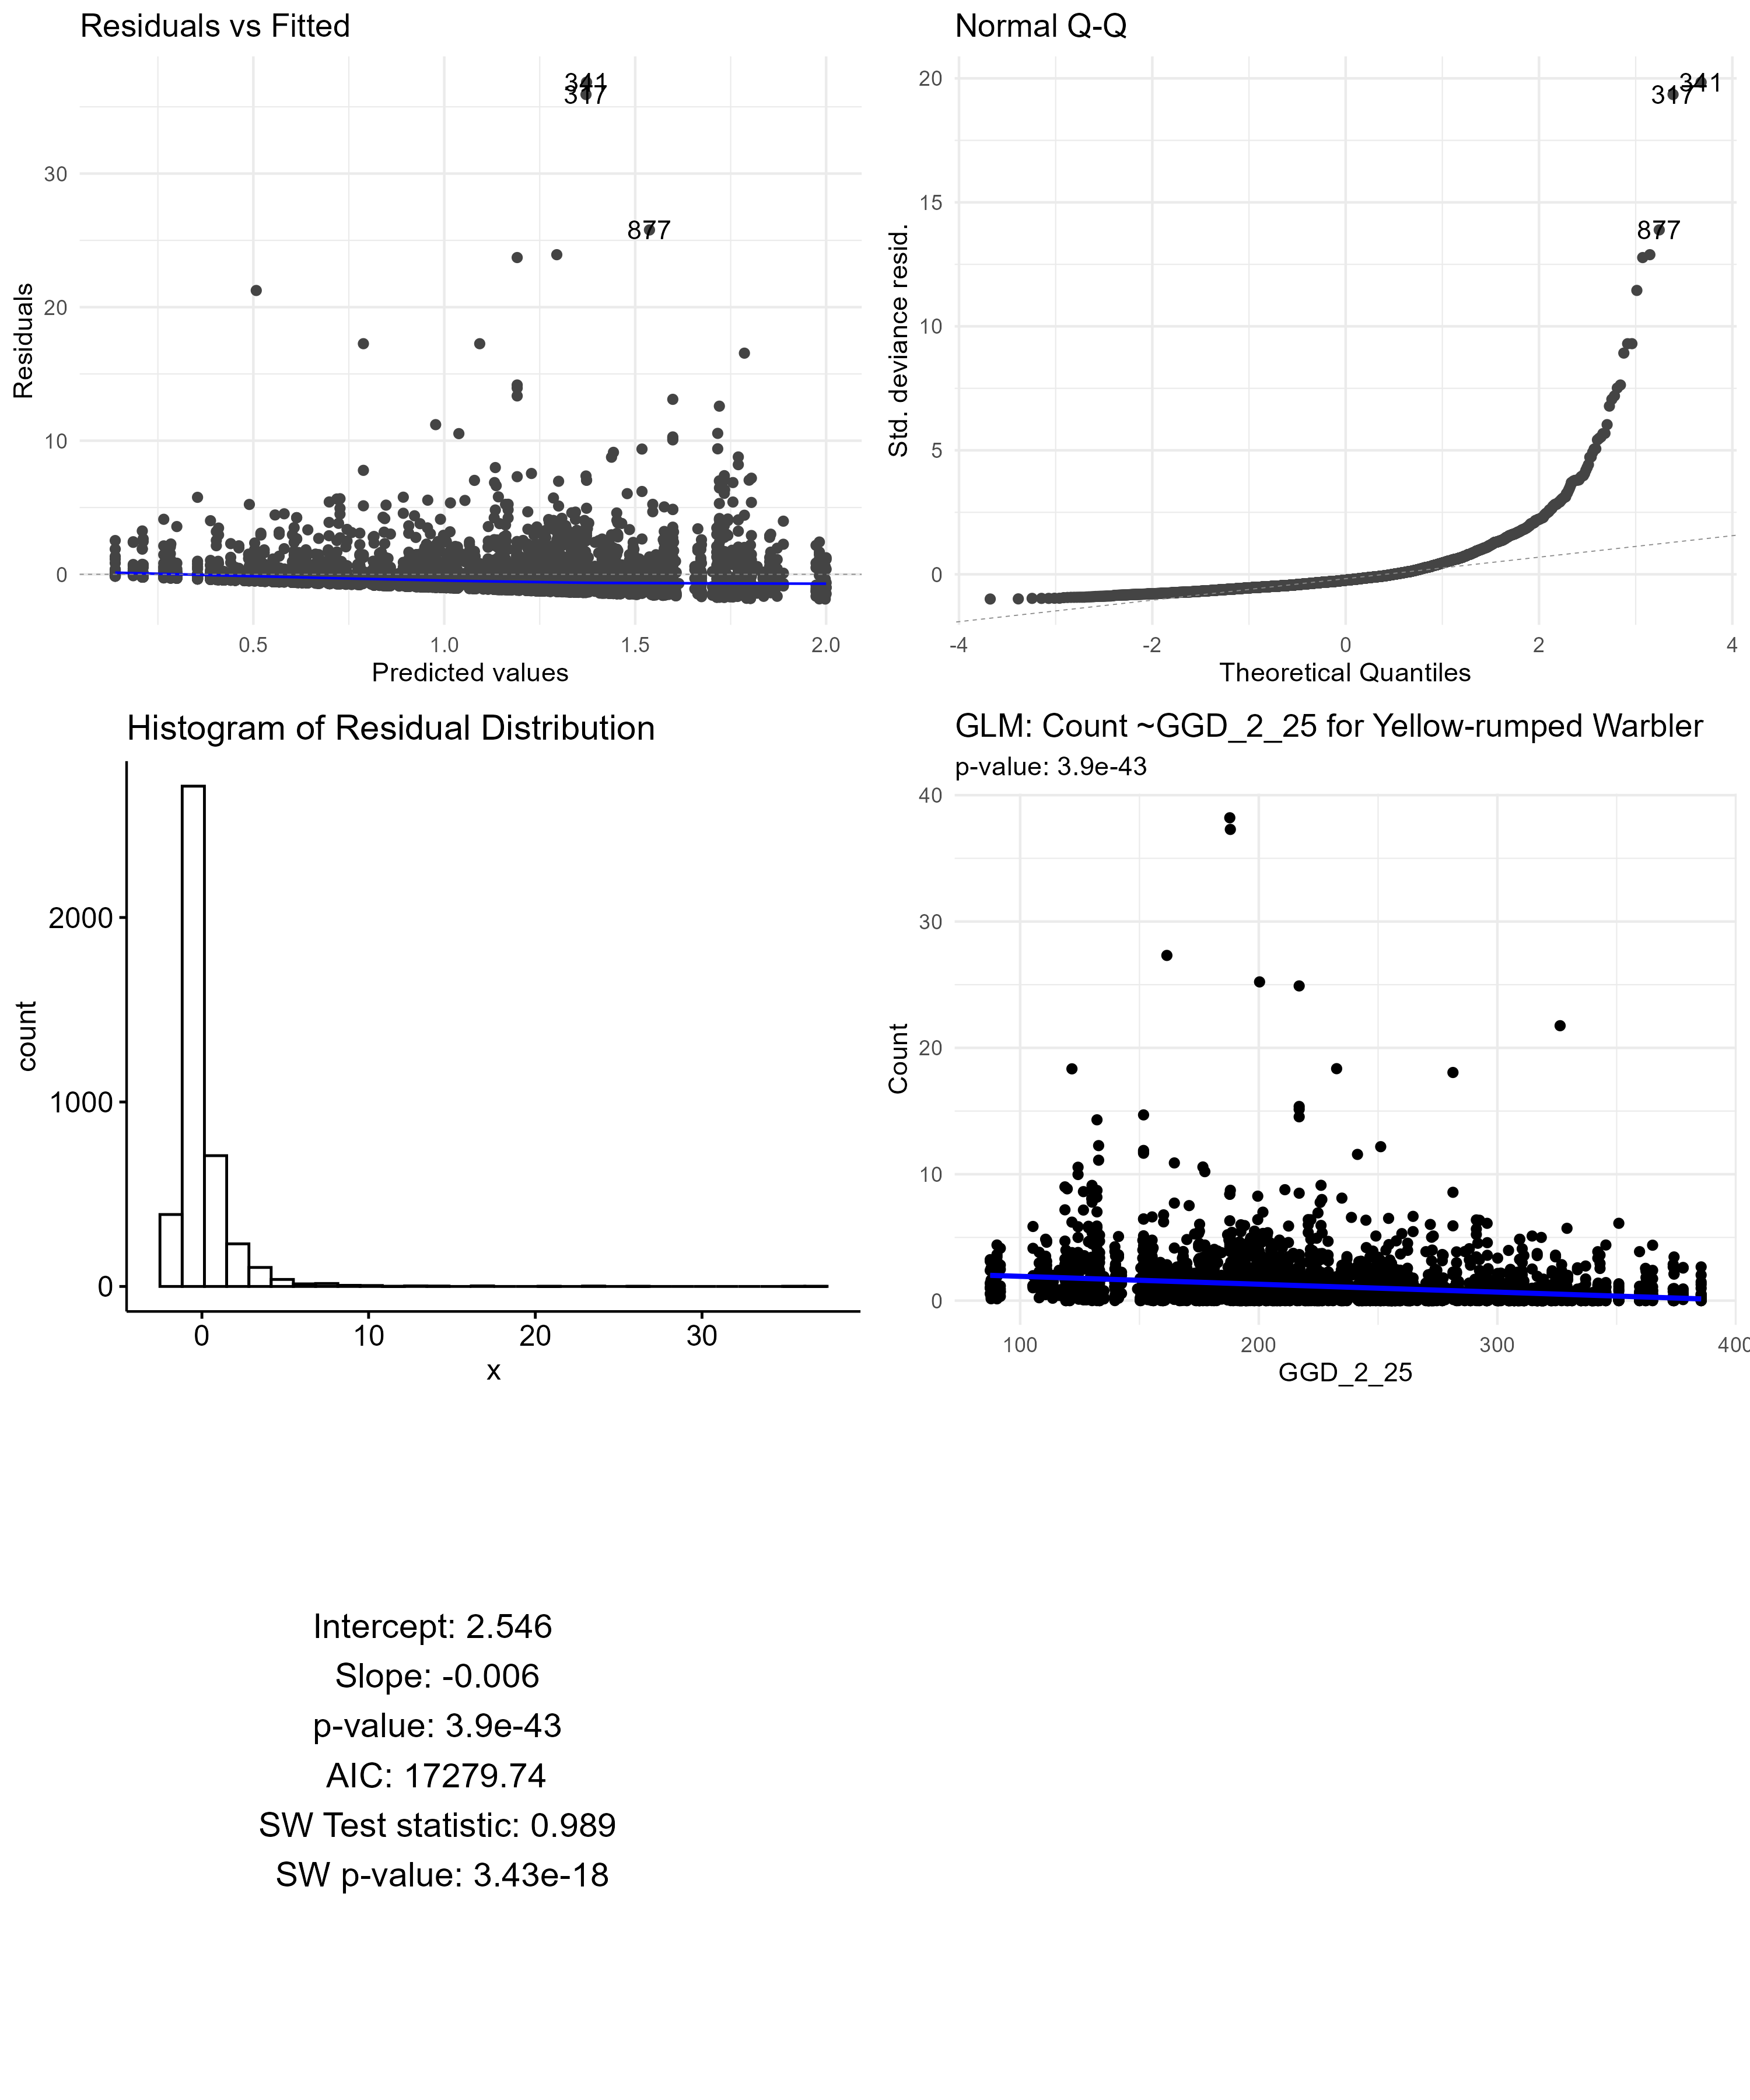 Residuals vs Fitted
341
317
877
30
20
10
0
Residuals
0.5 1.0 1.5 2.0
Predicted values
Normal Q-Q
20
15
10
5
0
341
317
877
Std. deviance resid.
-4 -2 0 2 4
Theoretical Quantiles
Histogram of Residual Distribution
2000
1000
0
count
0 10 20 30
x
GLM: Count ~GGD_2_25 for Yellow-rumped Warbler
p-value: 3.9e-43
40
30
20
10
0
Count
100 200 300 400
GGD_2_25
Intercept: 2.546
Slope: -0.006
p-value: 3.9e-43
AIC: 17279.74
SW Test statistic: 0.989
SW p-value: 3.43e-18